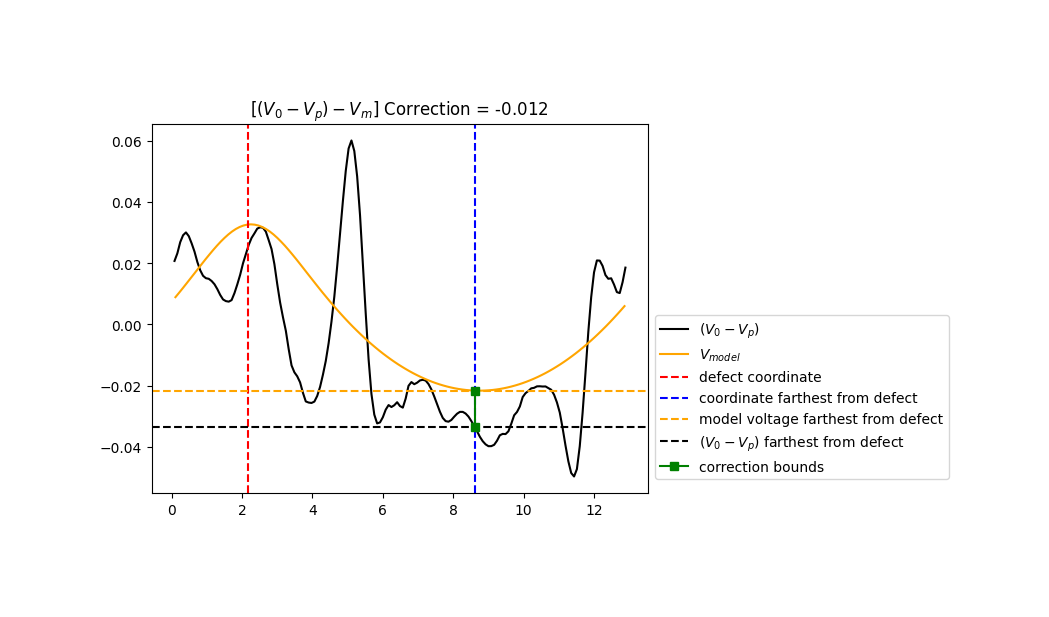 [(V₀ − Vₚ) − Vₘ] Correction = -0.012
0.06
0.04
0.02
0.00
−0.02
−0.04
0 2 4 6 8 10 12
(V₀ − Vₚ)
V_model
defect coordinate
coordinate farthest from defect
model voltage farthest from defect
(V₀ − Vₚ) farthest from defect
correction bounds